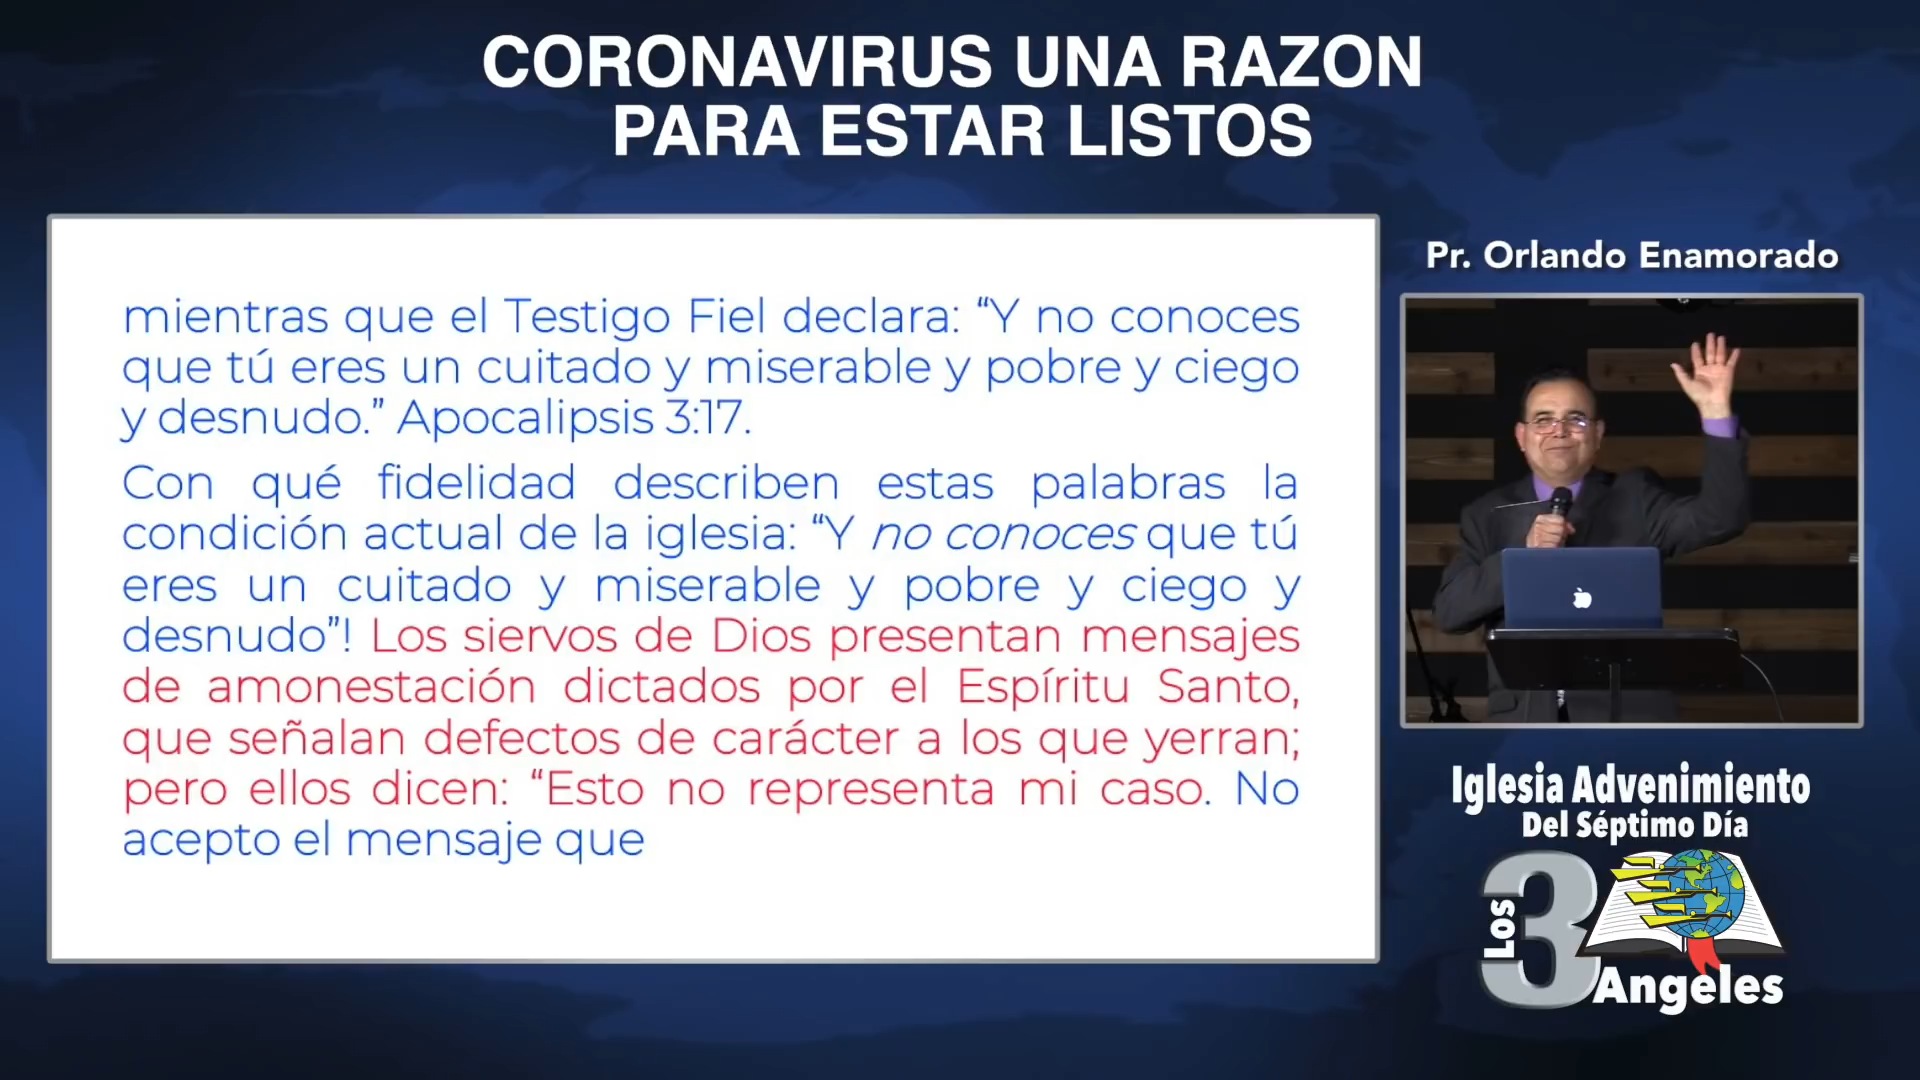 CORONAVIRUS UNA RAZON
PARA ESTAR LISTOS
mientras que el Testigo Fiel declara: “Y no conoces
que tú eres un cuitado y miserable y pobre y ciego
y desnudo.” Apocalipsis 3:17.
Con qué fidelidad describen estas palabras la
condición actual de la iglesia: “Y no conoces que tú
eres un cuitado y miserable y pobre y ciego y
desnudo”! Los siervos de Dios presentan mensajes
de amonestación dictados por el Espíritu Santo,
que señalan defectos de carácter a los que yerran;
pero ellos dicen: “Esto no representa mi caso. No
acepto el mensaje que
Pr. Orlando Enamorado
Iglesia Advenimiento
Del Séptimo Día
Los 3
Angeles